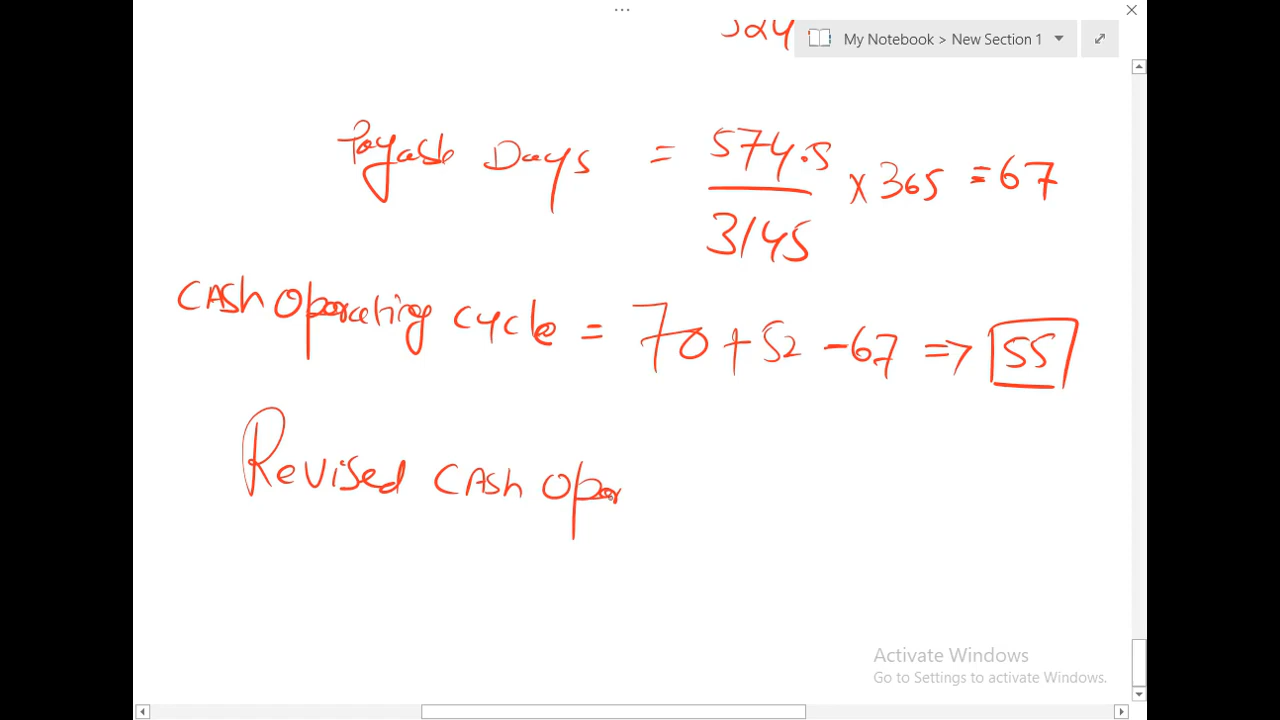 ...
524
My Notebook > New Section 1
Payable Days = 574.5 / 3145 × 365 = 67
Cash Operating cycle = 70 + 52 - 67 => 55
Revised Cash Oper
Activate Windows
Go to Settings to activate Windows.